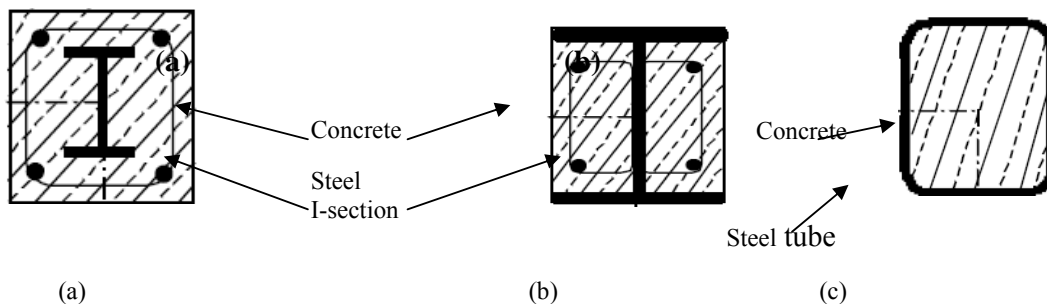 (a)
(b)
Concrete
Concrete
Steel
I-section
Steel tube
(a)
(b)
(c)